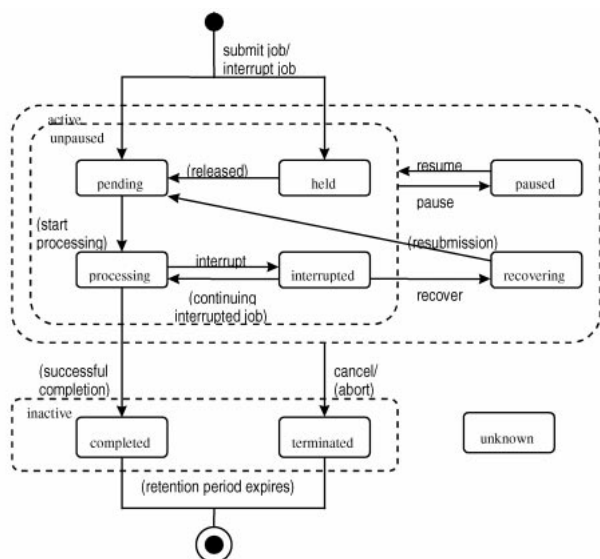 submit job/
interrupt job
active
unpaused
pending
(released)
held
resume
paused
pause
(start
processing)
(resubmission)
processing
interrupt
interrupted
recovering
(continuing
interrupted job)
recover
(successful
completion)
cancel/
(abort)
inactive
completed
terminated
unknown
(retention period expires)